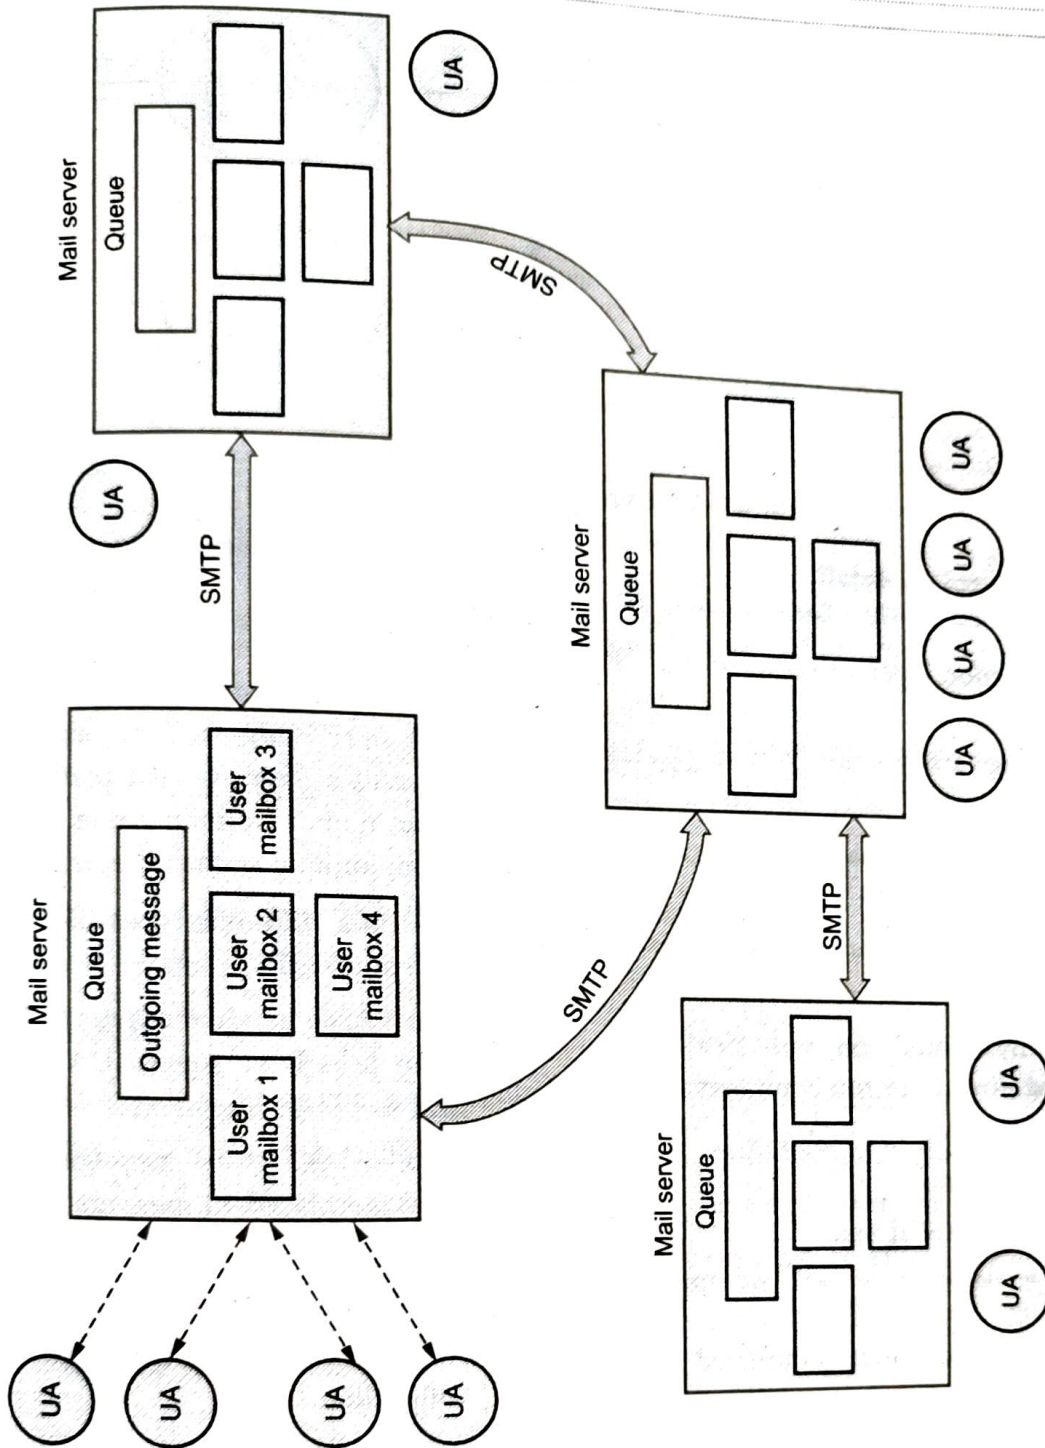 Mail server
Queue
Outgoing message
User
mailbox 1
User
mailbox 2
User
mailbox 3
User
mailbox 4
UA
UA
UA
UA
SMTP
UA
Mail server
Queue
UA
SMTP
SMTP
Mail server
Queue
UA
UA
UA
UA
SMTP
Mail server
Queue
UA
UA